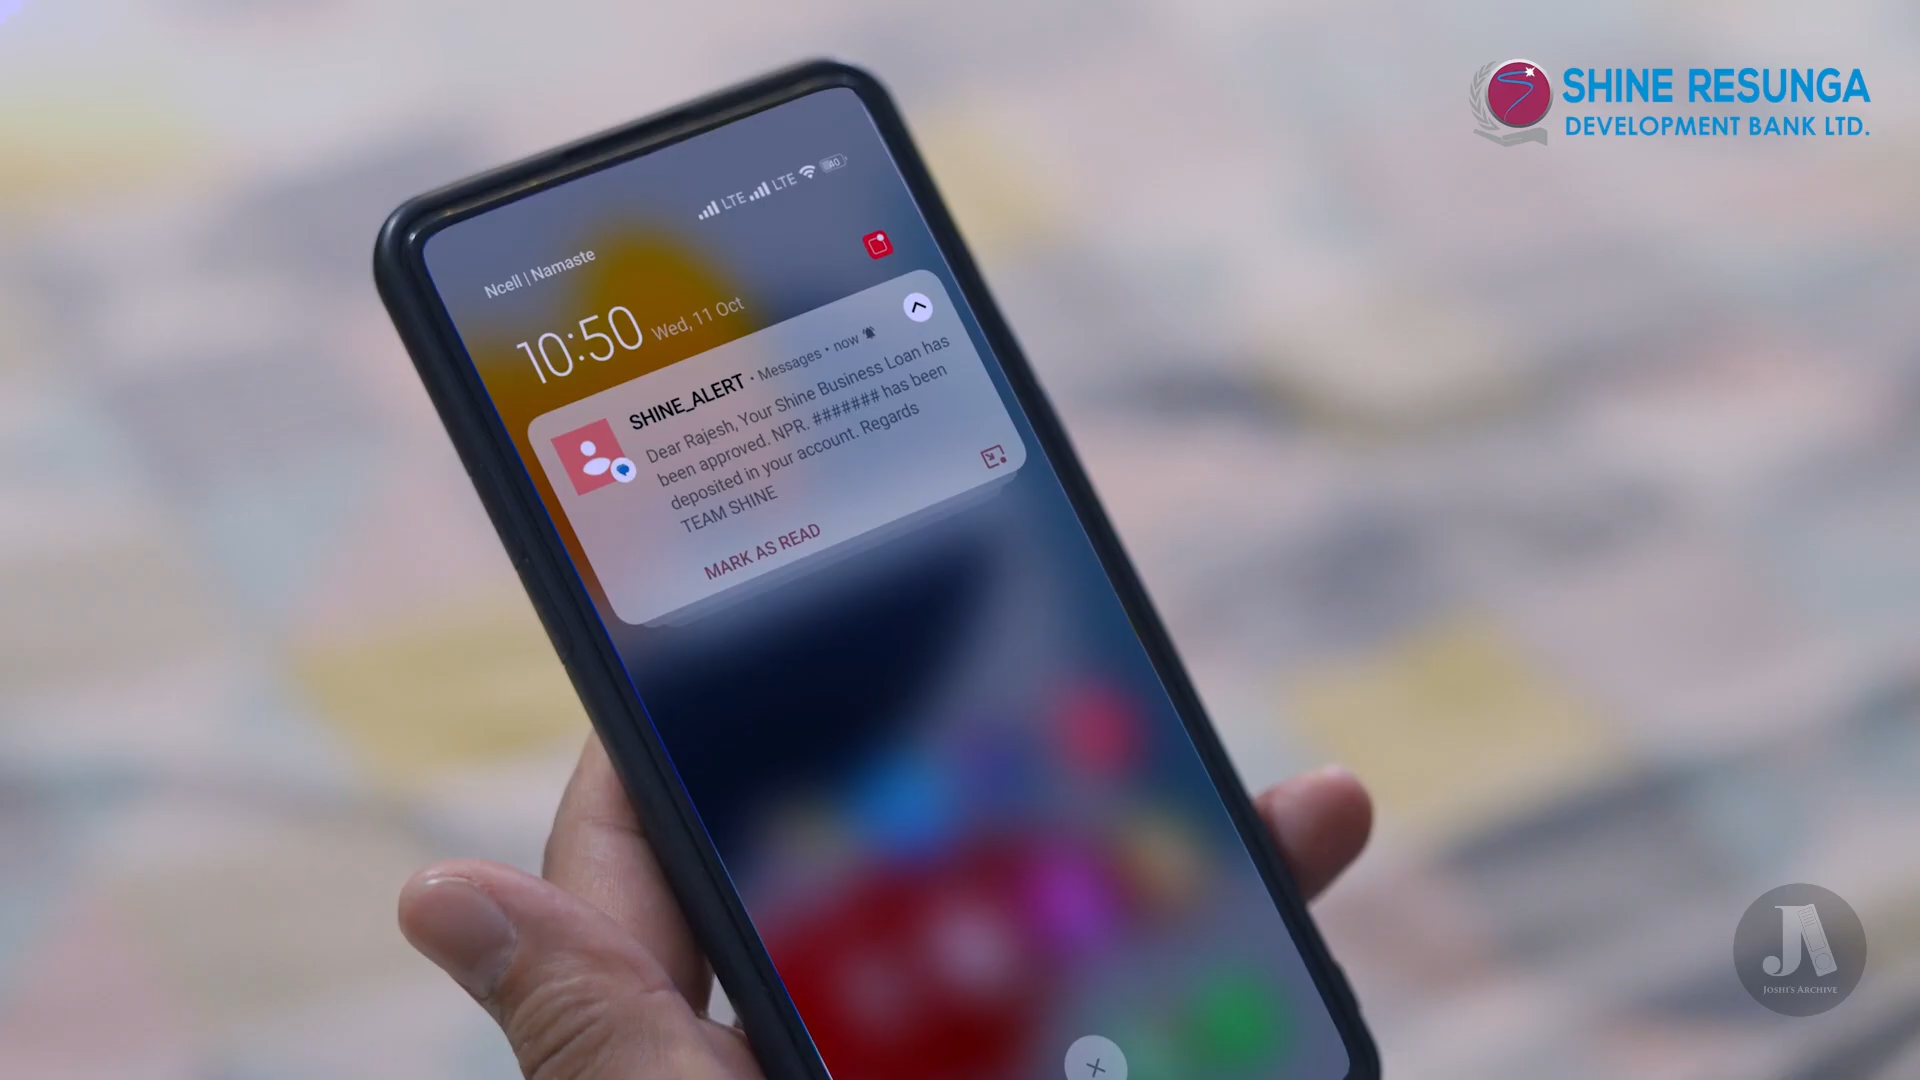 SHINE RESUNGA
DEVELOPMENT BANK LTD.
LTE LTE 40
Ncell | Namaste
10:50 Wed, 11 Oct
SHINE_ALERT • Messages • now
Dear Rajesh, Your Shine Business Loan has
been approved. NPR. ####### has been
deposited in your account. Regards
TEAM SHINE
MARK AS READ
JA
JOSHI'S ARCHIVE